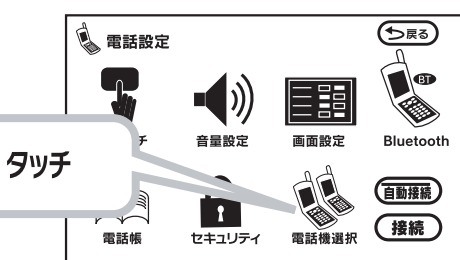 電話設定
戻る
BT
チ
音量設定
画面設定
Bluetooth
タッチ
自動接続
電話帳
セキュリティ
電話機選択
接続